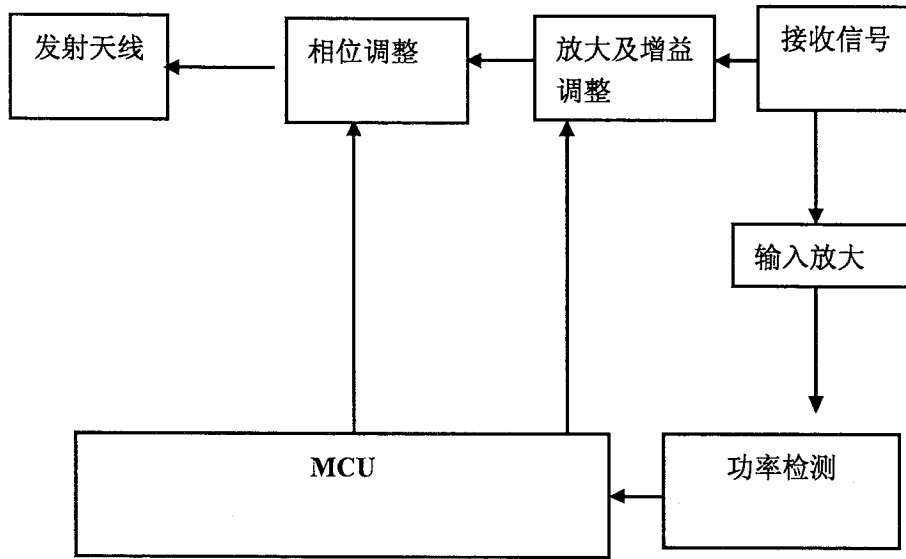 发射天线
相位调整
放大及增益
调整
接收信号
输入放大
MCU
功率检测